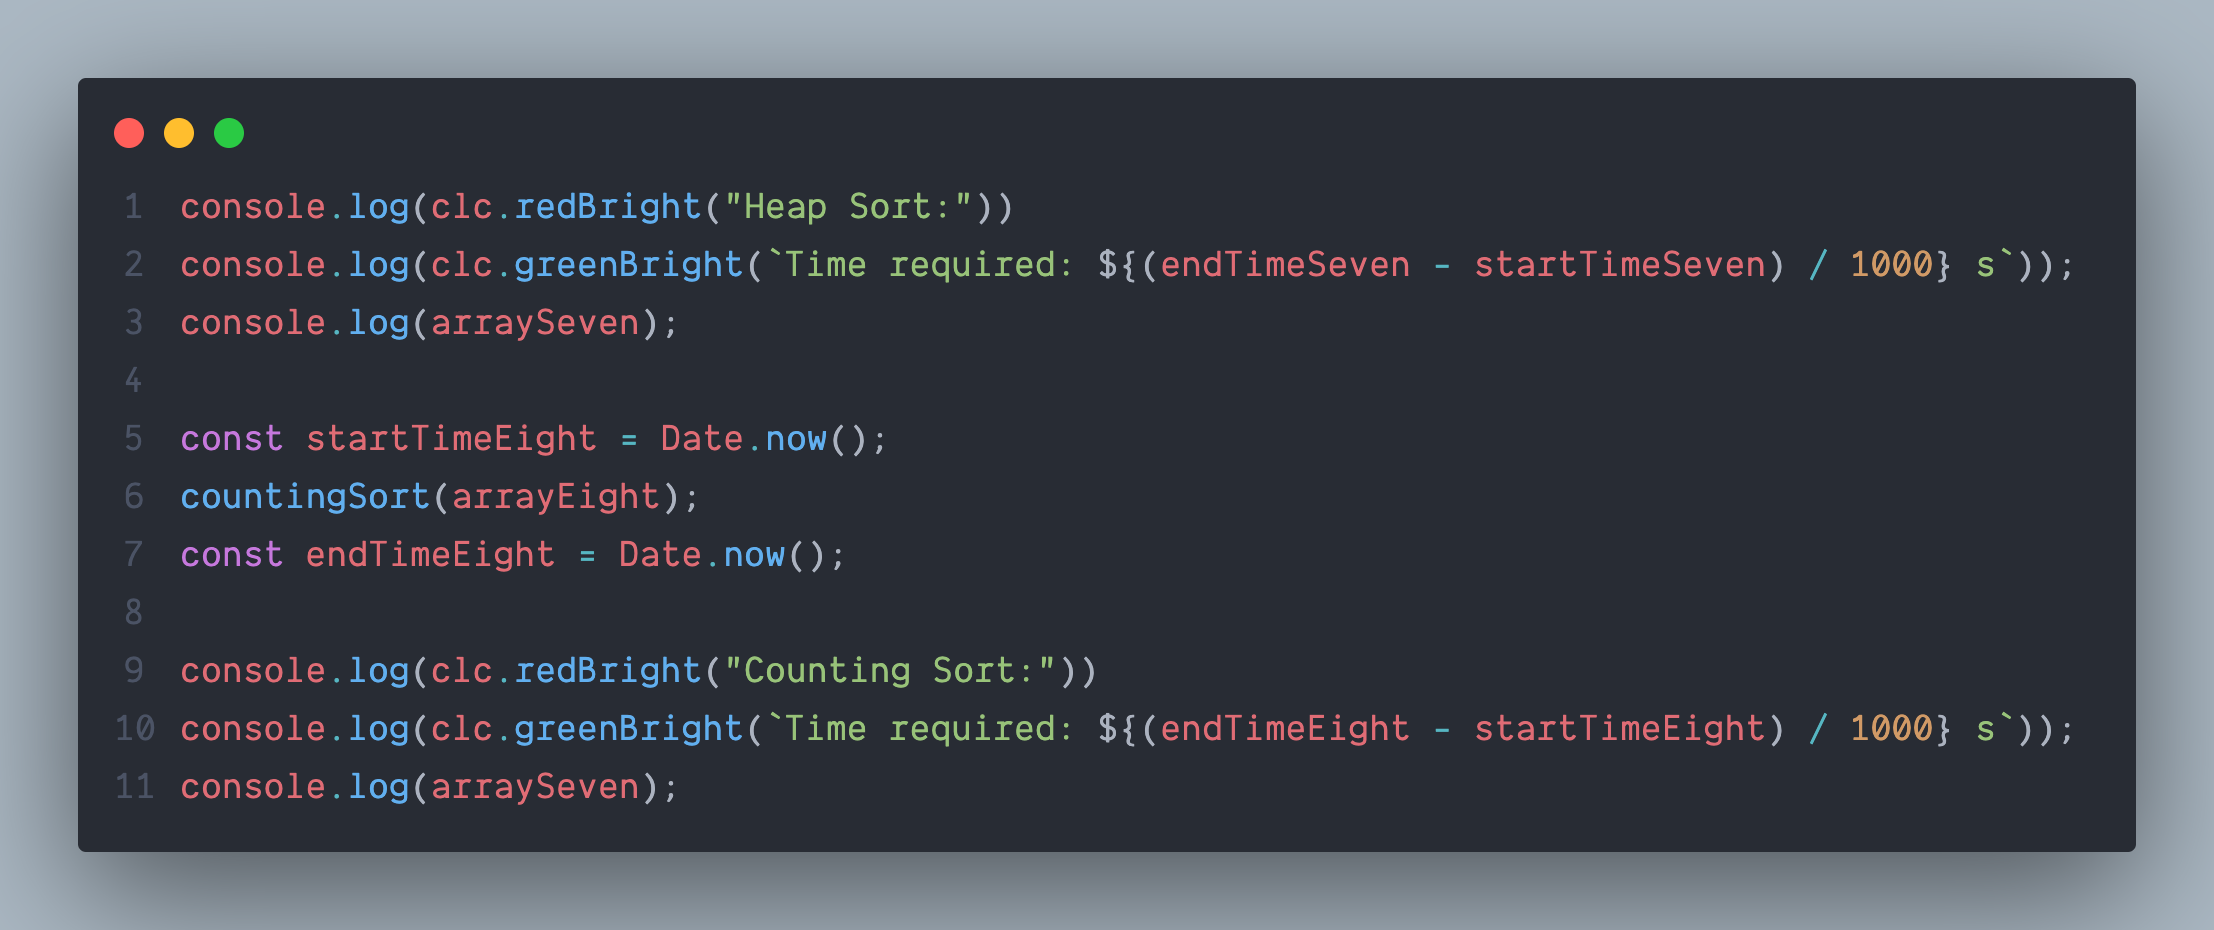 1 console.log(clc.redBright("Heap Sort:"))
2 console.log(clc.greenBright(`Time required: ${(endTimeSeven - startTimeSeven) / 1000} s`));
3 console.log(arraySeven);
4
5 const startTimeEight = Date.now();
6 countingSort(arrayEight);
7 const endTimeEight = Date.now();
8
9 console.log(clc.redBright("Counting Sort:"))
10 console.log(clc.greenBright(`Time required: ${(endTimeEight - startTimeEight) / 1000} s`));
11 console.log(arraySeven);